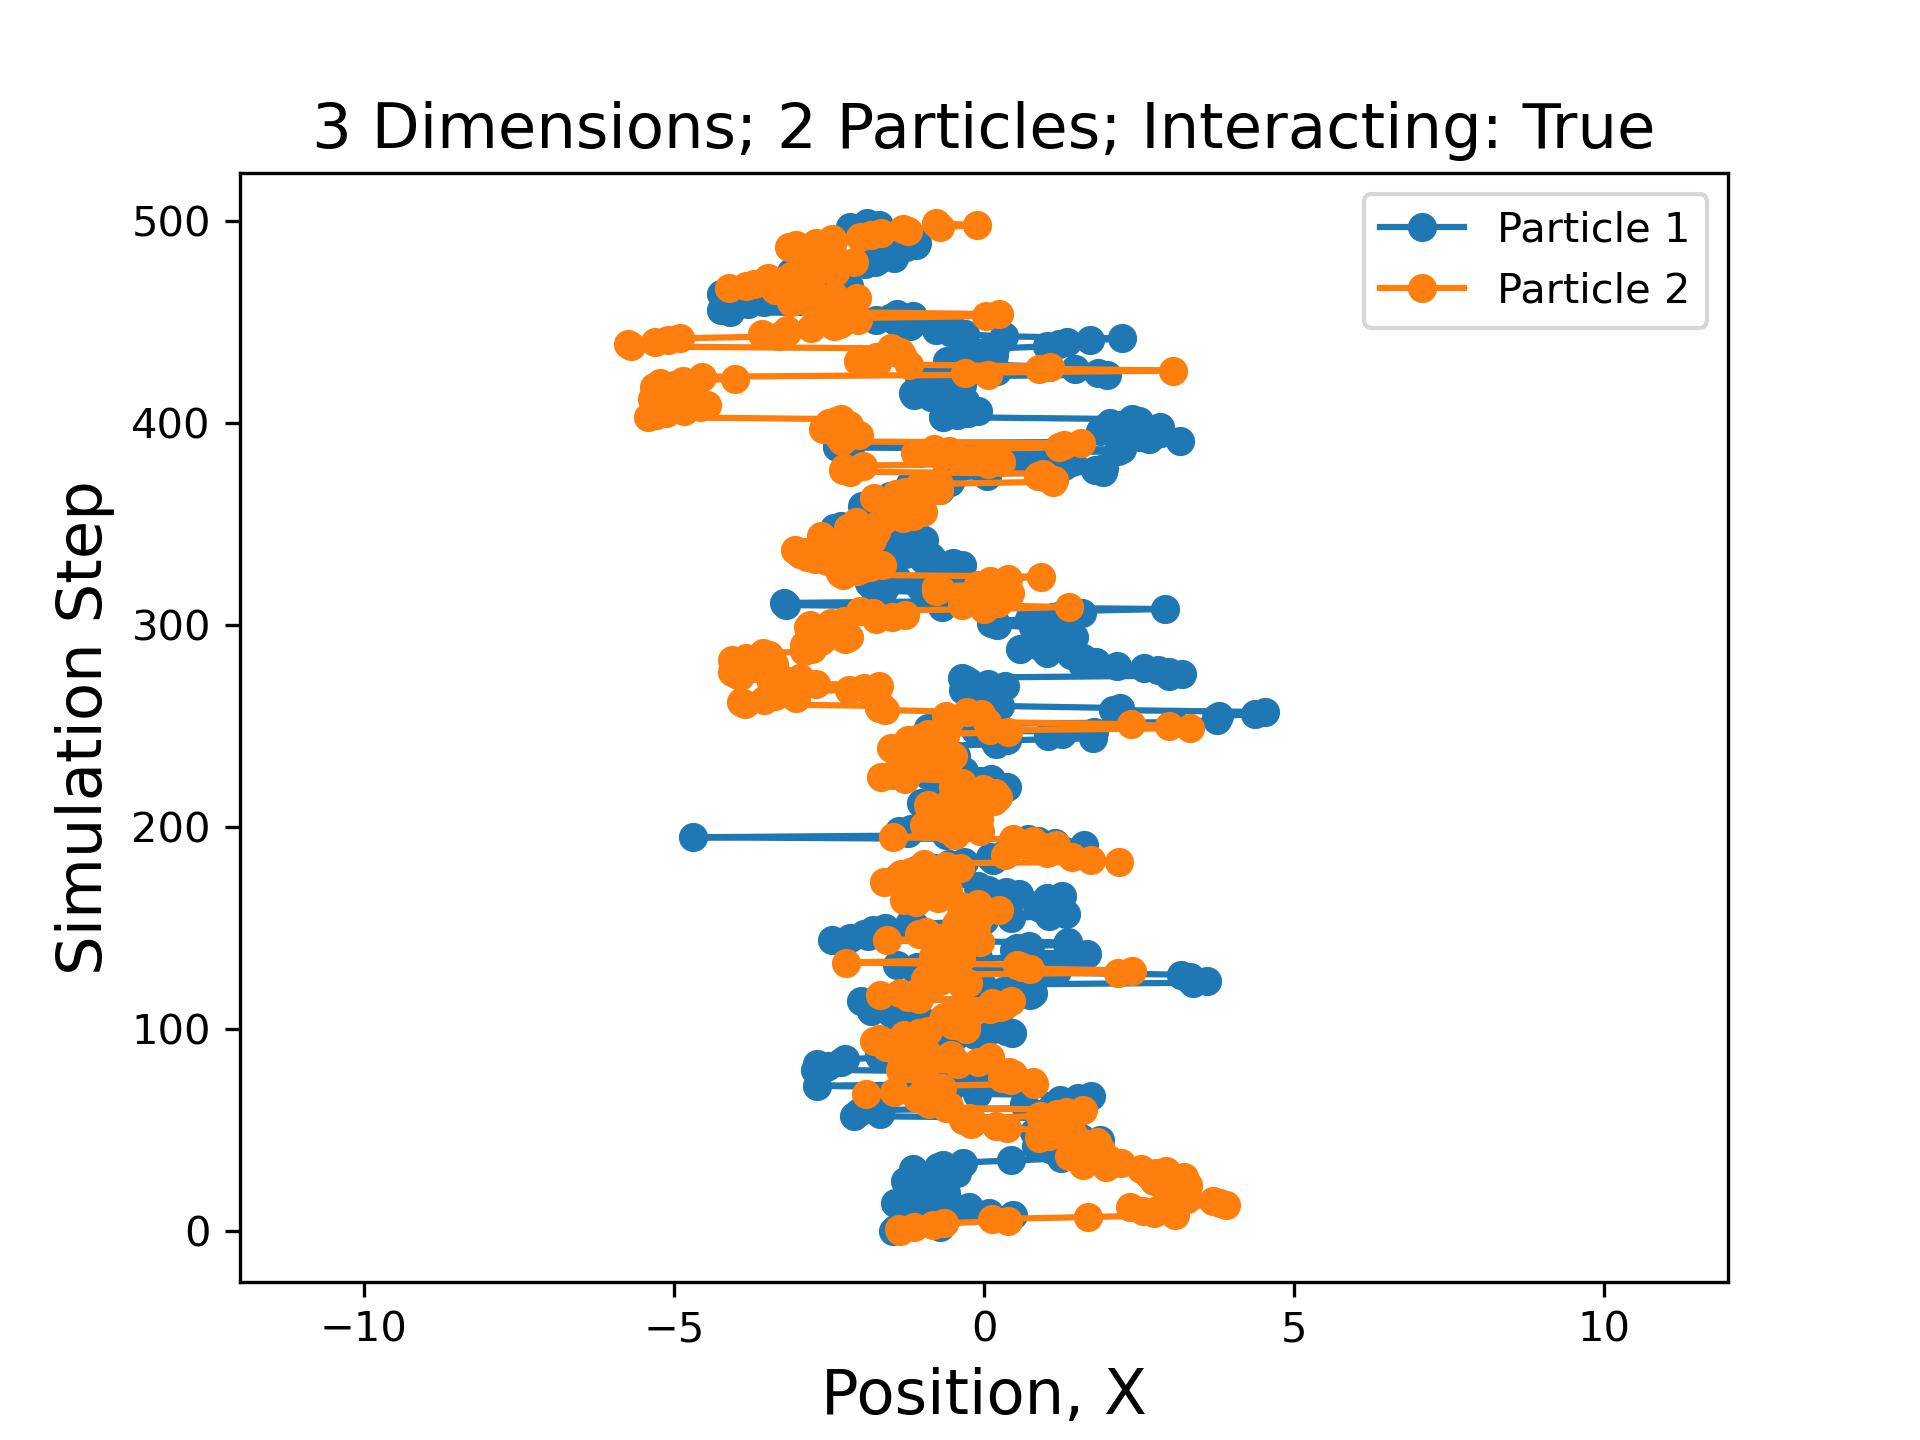 3 Dimensions; 2 Particles; Interacting: True
Particle 1
Particle 2
Simulation Step
500
400
300
200
100
0
−10
−5
0
5
10
Position, X